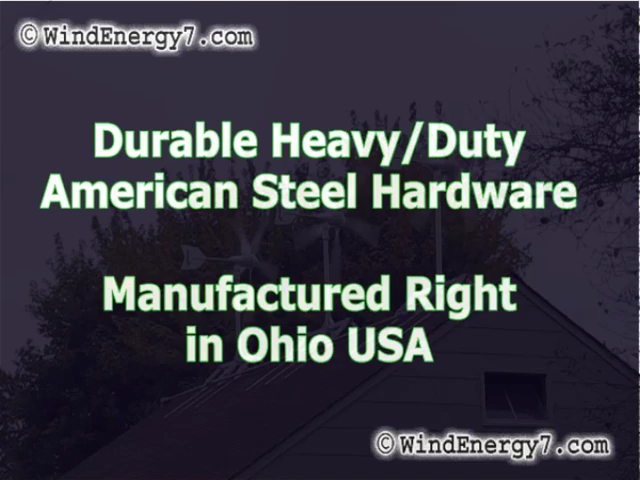 © WindEnergy7.com
Durable Heavy/Duty
American Steel Hardware
Manufactured Right
in Ohio USA
© WindEnergy7.com